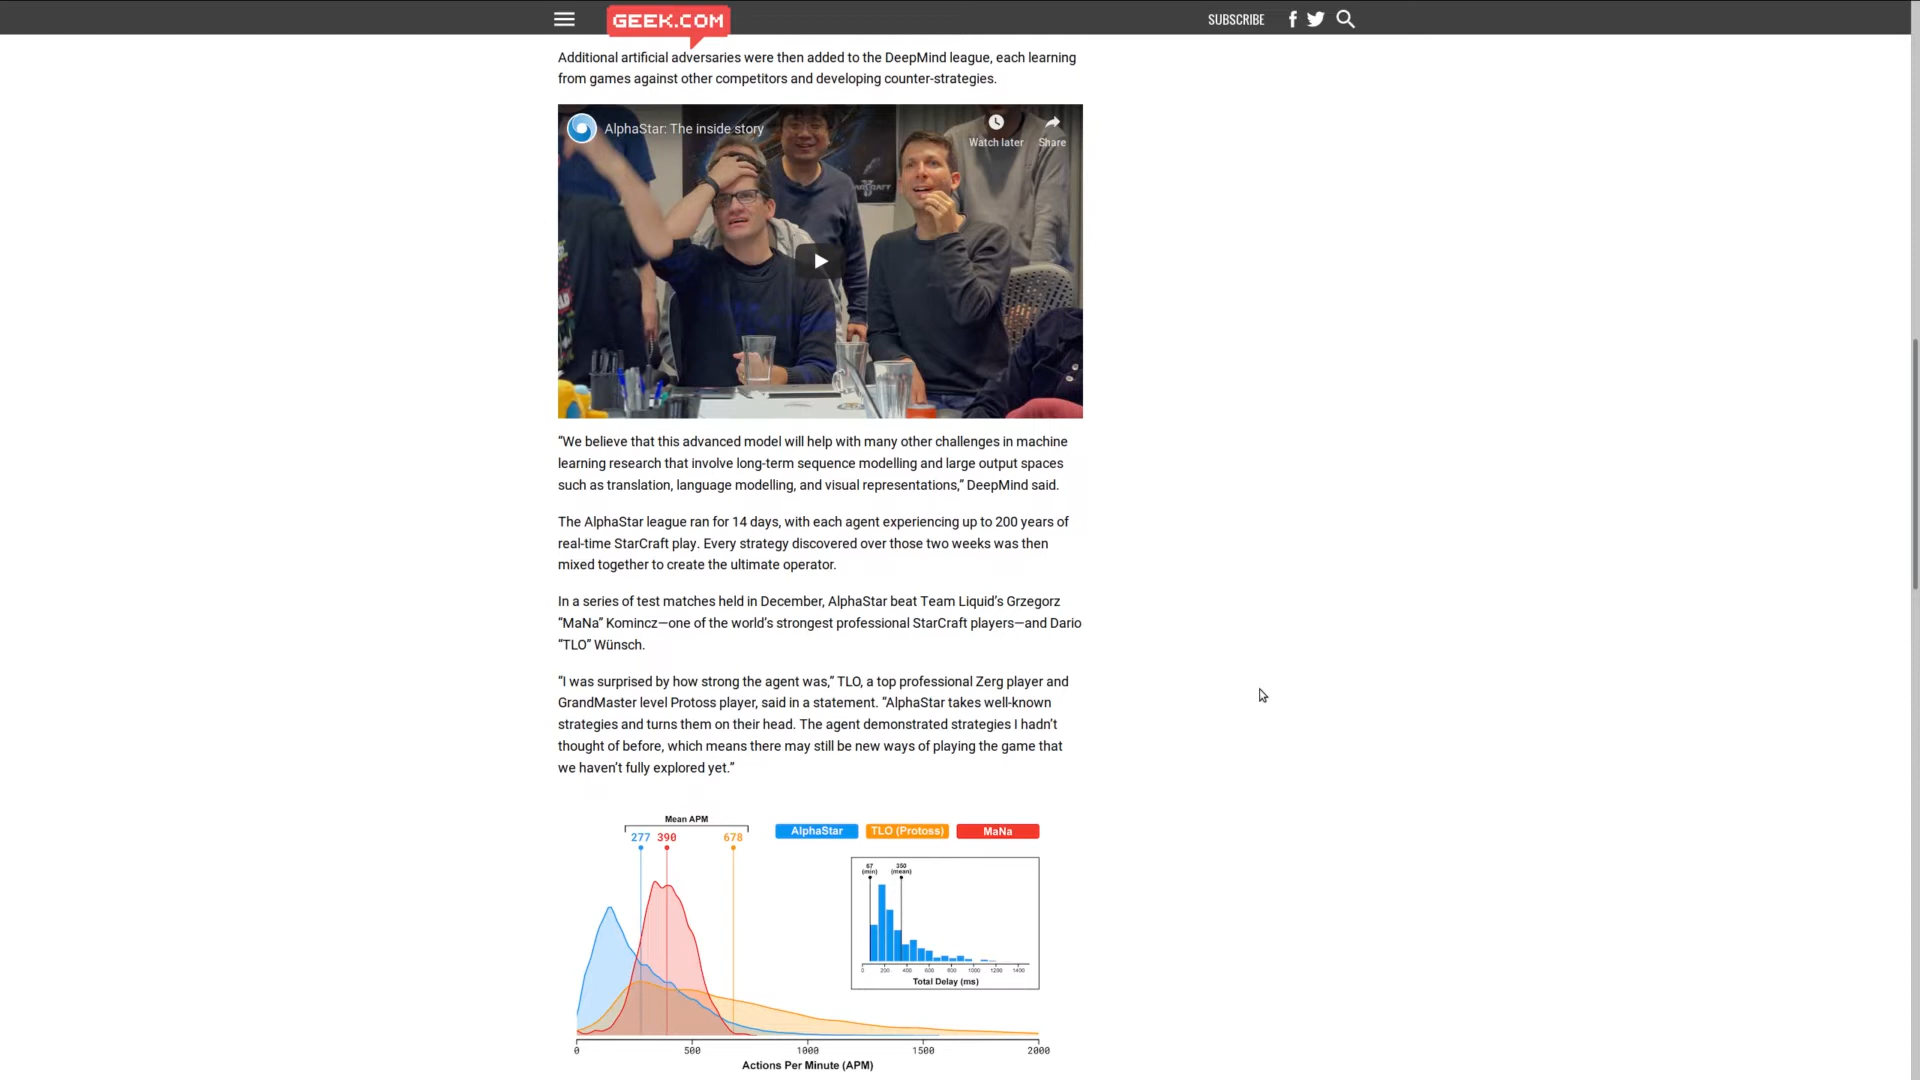 GEEK.COM
SUBSCRIBE
Additional artificial adversaries were then added to the DeepMind league, each learning
from games against other competitors and developing counter-strategies.
AlphaStar: The inside story
Watch later
Share
“We believe that this advanced model will help with many other challenges in machine
learning research that involve long-term sequence modelling and large output spaces
such as translation, language modelling, and visual representations,” DeepMind said.
The AlphaStar league ran for 14 days, with each agent experiencing up to 200 years of
real-time StarCraft play. Every strategy discovered over those two weeks was then
mixed together to create the ultimate operator.
In a series of test matches held in December, AlphaStar beat Team Liquid’s Grzegorz
“MaNa” Komincz—one of the world’s strongest professional StarCraft players—and Dario
“TLO” Wünsch.
“I was surprised by how strong the agent was,” TLO, a top professional Zerg player and
GrandMaster level Protoss player, said in a statement. “AlphaStar takes well-known
strategies and turns them on their head. The agent demonstrated strategies I hadn’t
thought of before, which means there may still be new ways of playing the game that
we haven’t fully explored yet.”
Mean APM
277 390 678
AlphaStar TLO (Protoss) MaNa
67 350
(min) (mean)
0 200 400 600 800 1000 1200 1400
Total Delay (ms)
0 500 1000 1500 2000
Actions Per Minute (APM)